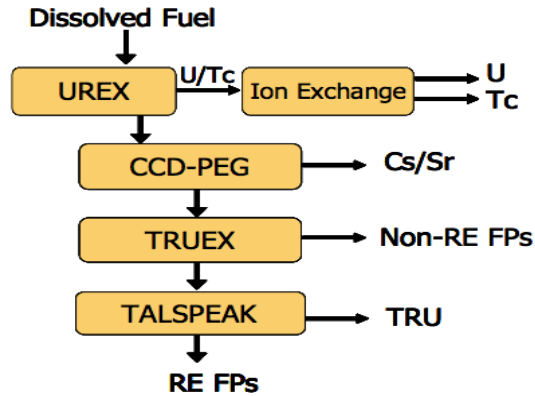 Dissolved Fuel
UREX
U/Tc
Ion Exchange
U
Tc
CCD-PEG
Cs/Sr
TRUEX
Non-RE FPs
TALSPEAK
TRU
RE FPs